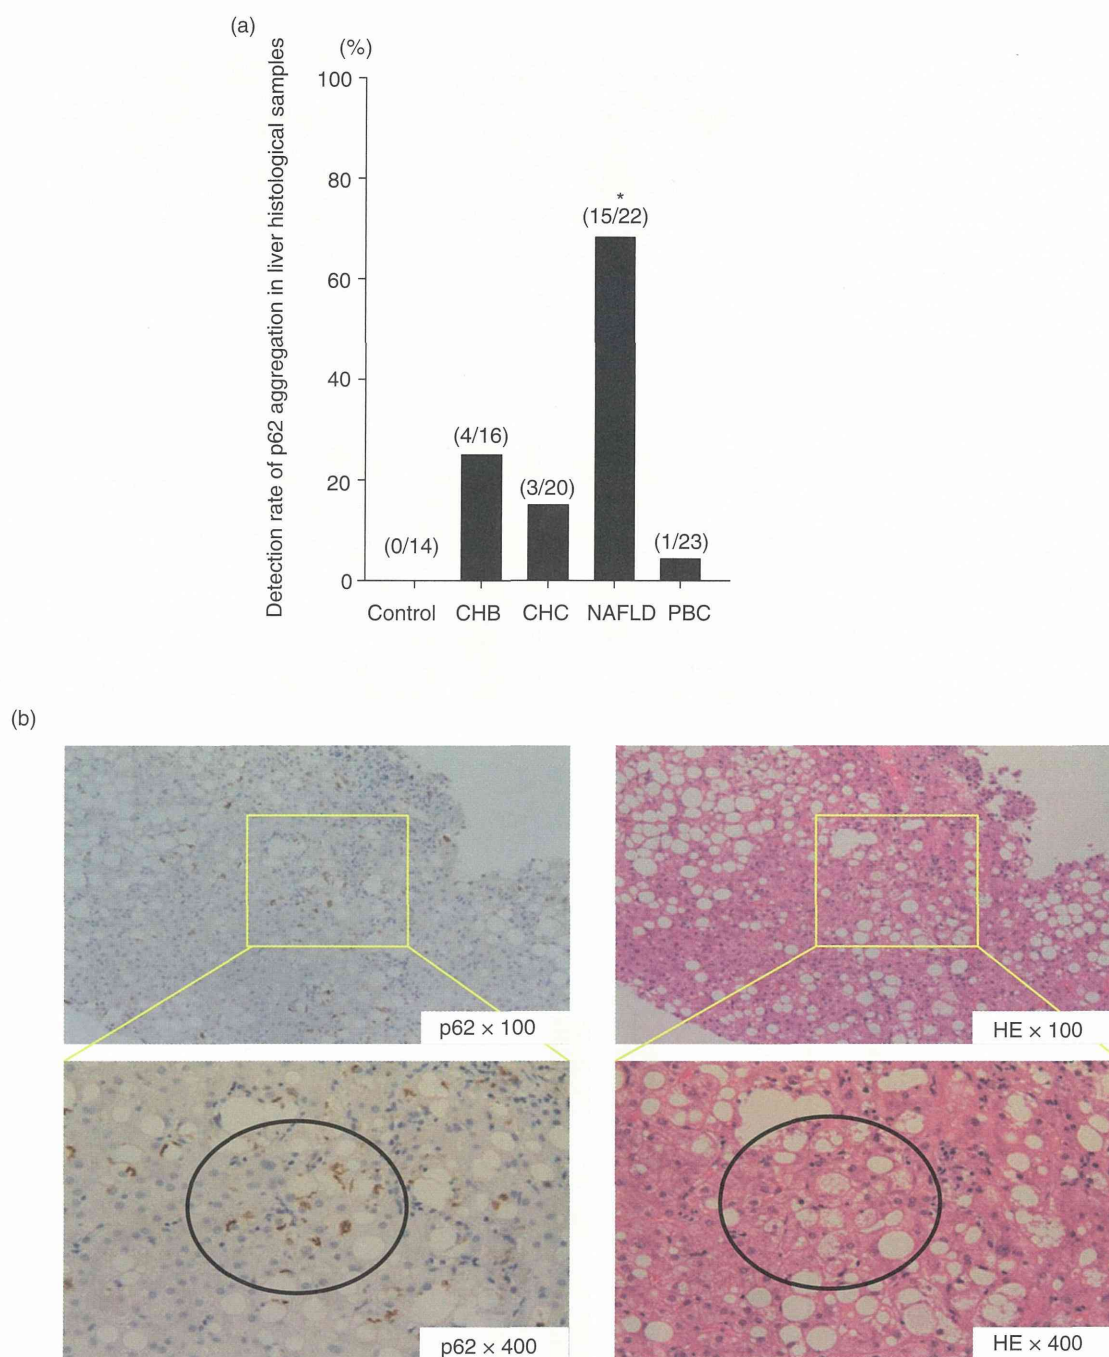 (a)
(%)
Detection rate of p62 aggregation in liver histological samples
100
80
60
40
20
0
*
(15/22)
(4/16)
(3/20)
(0/14)
(1/23)
Control CHB CHC NAFLD PBC
(b)
p62 × 100
HE × 100
p62 × 400
HE × 400